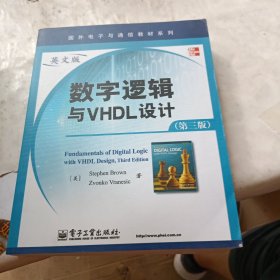 国外电子与通信教材系列
英文版
数字逻辑
与VHDL设计
(第三版)
Fundamentals of Digital Logic
with VHDL Design, Third Edition
[美] Stephen Brown
Zvonko Vranesic 著
DIGITAL LOGIC
电子工业出版社
http://www.phei.com.cn